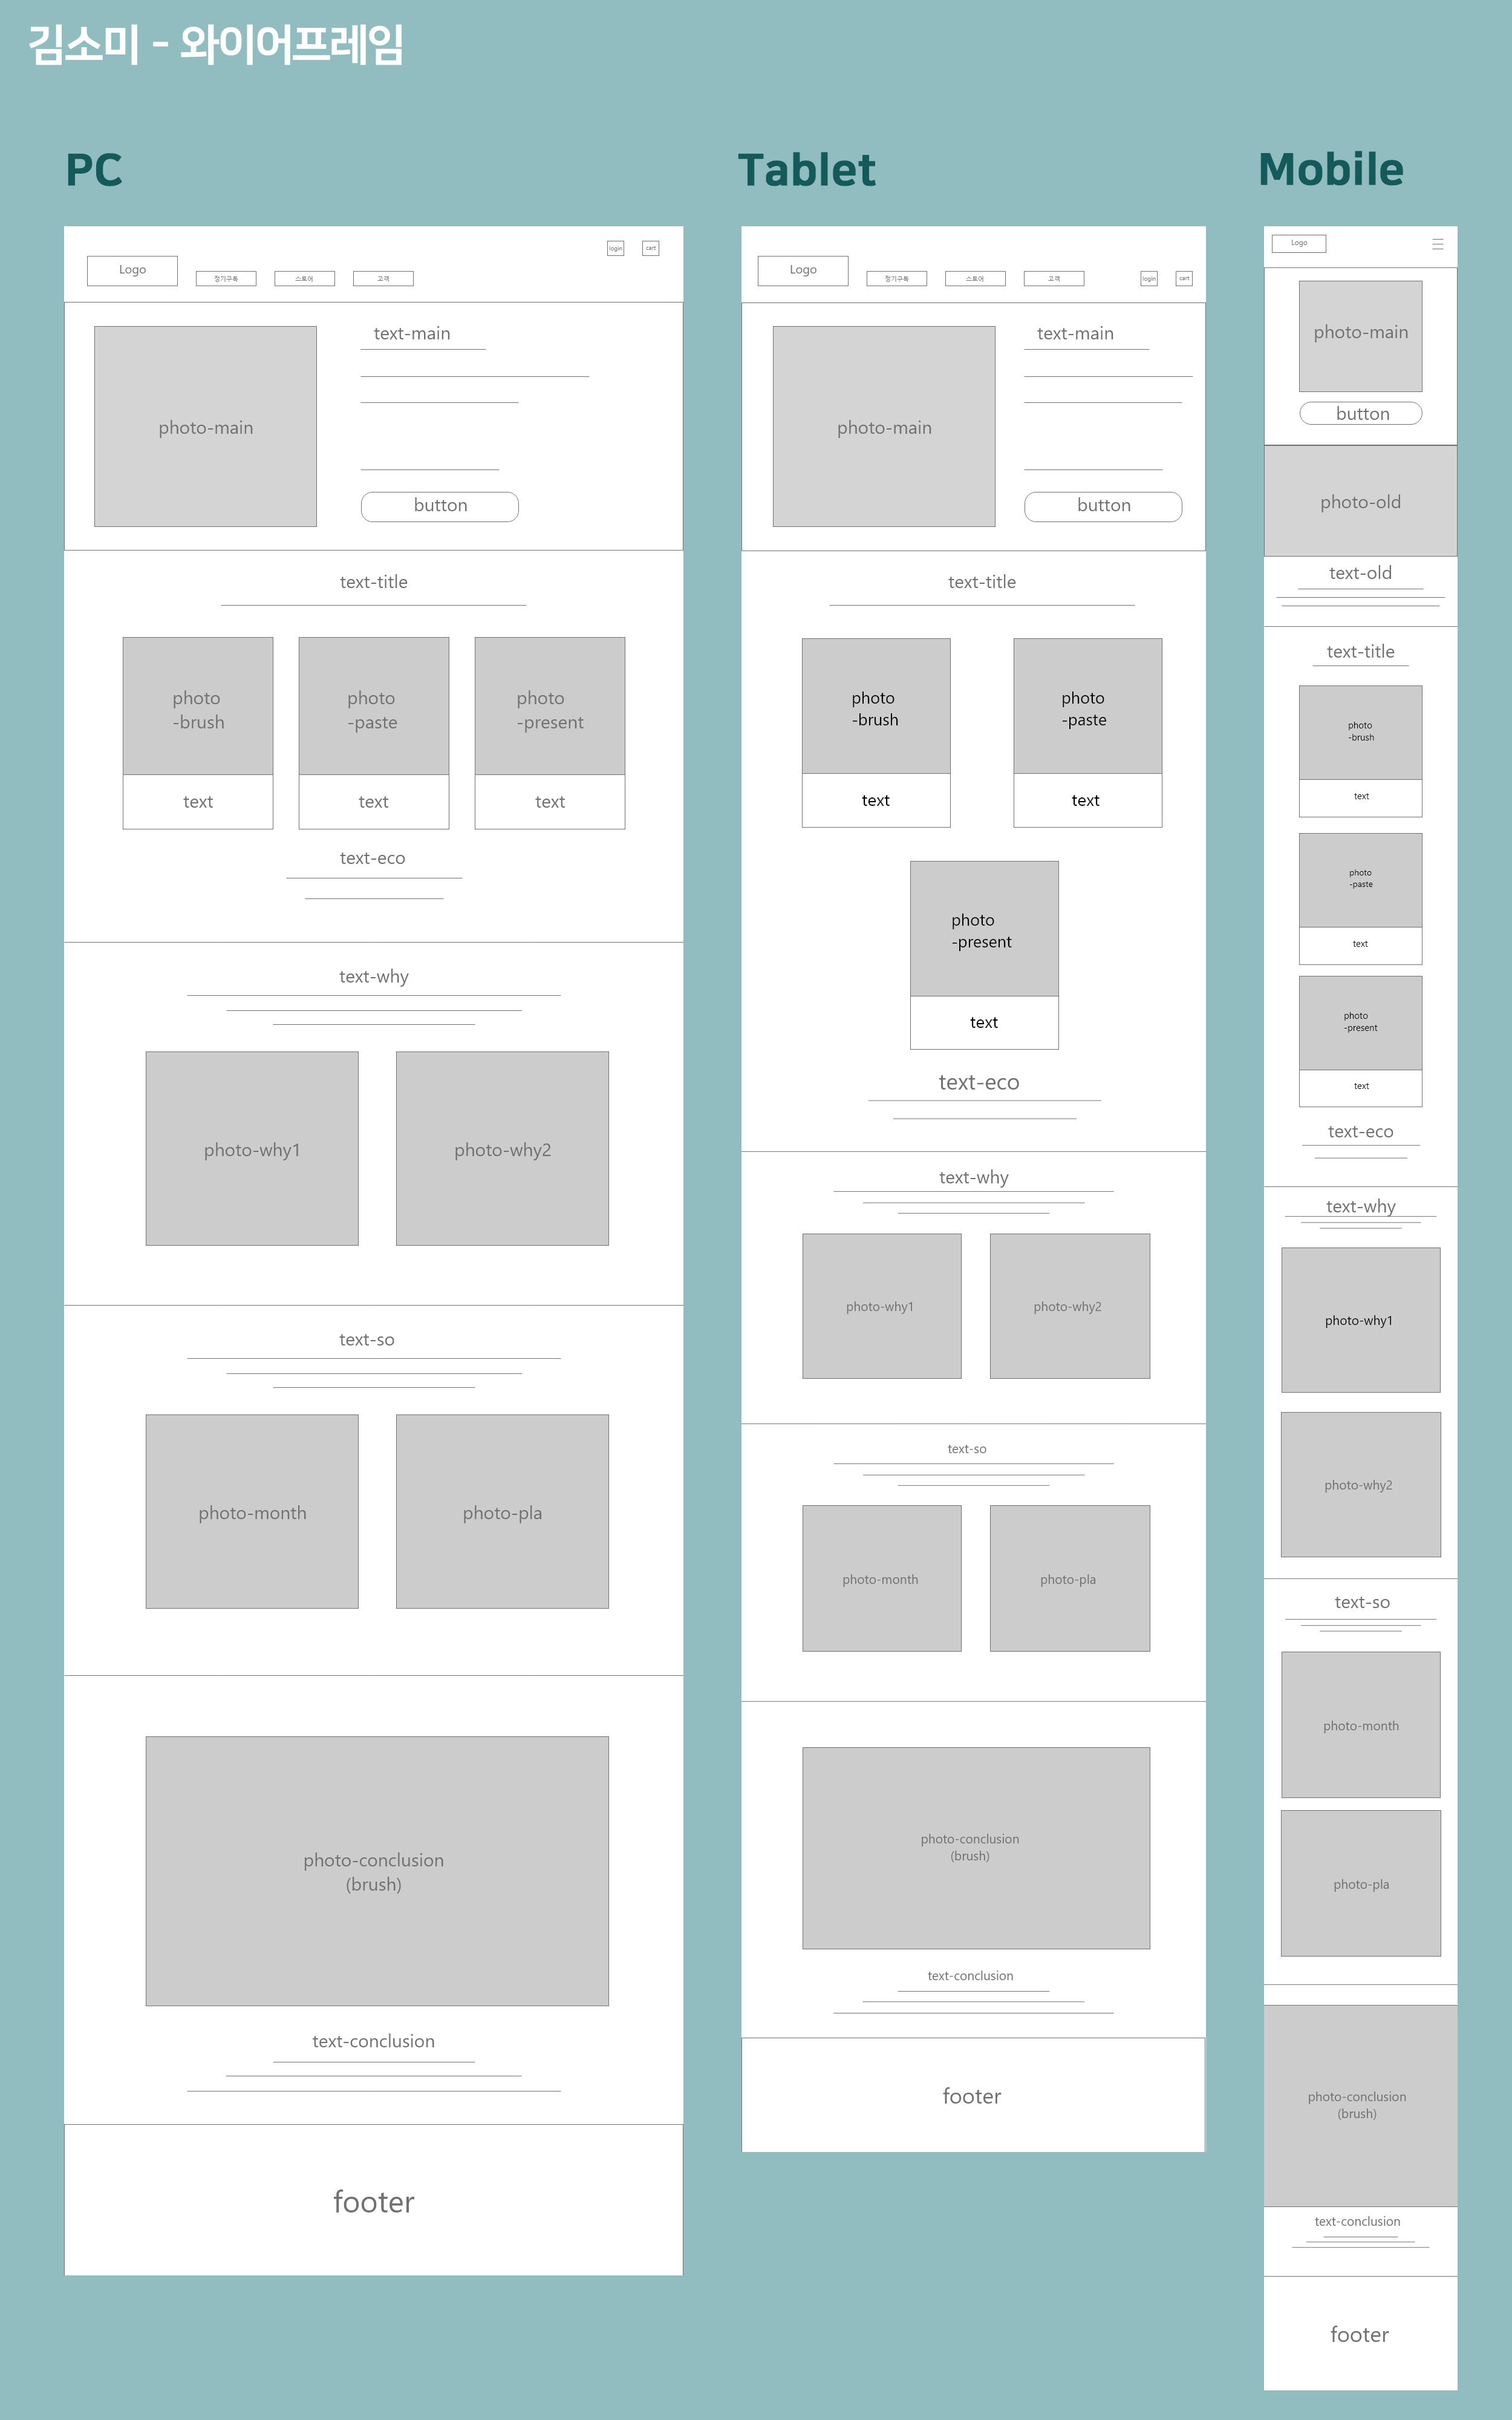 김소미 - 와이어프레임
PC
login
cart
Logo
정기구독
스토어
고객
text-main
photo-main
button
text-title
photo
-brush
photo
-paste
photo
-present
text
text
text
text-eco
text-why
photo-why1
photo-why2
text-so
photo-month
photo-pla
photo-conclusion
(brush)
text-conclusion
footer
Tablet
Logo
정기구독
스토어
고객
login
cart
text-main
photo-main
button
text-title
photo
-brush
photo
-paste
text
text
photo
-present
text
text-eco
text-why
photo-why1
photo-why2
text-so
photo-month
photo-pla
photo-conclusion
(brush)
text-conclusion
footer
Mobile
Logo
photo-main
button
photo-old
text-old
text-title
photo
-brush
text
photo
-paste
text
photo
-present
text
text-eco
text-why
photo-why1
photo-why2
text-so
photo-month
photo-pla
photo-conclusion
(brush)
text-conclusion
footer